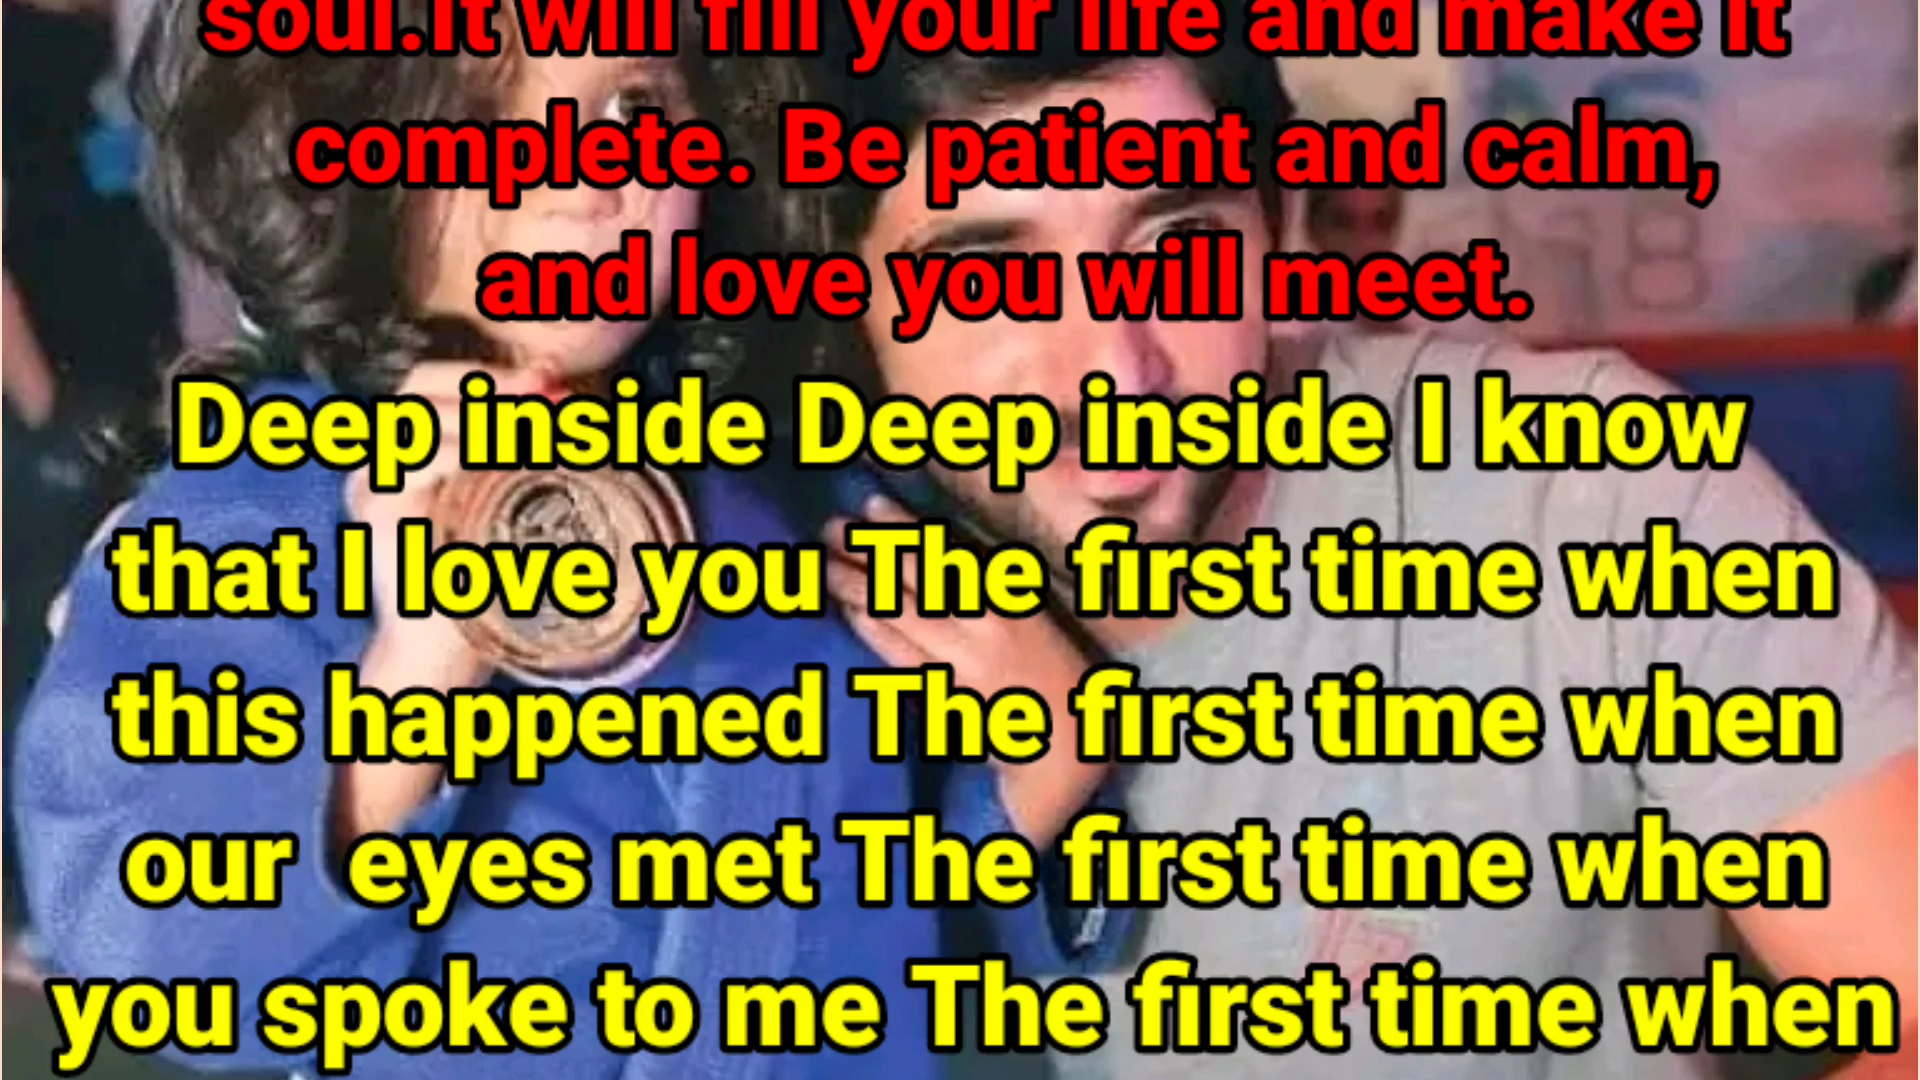 soul.It will fill your life and make it
complete. Be patient and calm,
and love you will meet.
Deep inside Deep inside I know
that I love you The first time when
this happened The first time when
our  eyes met The first time when
you spoke to me The first time when